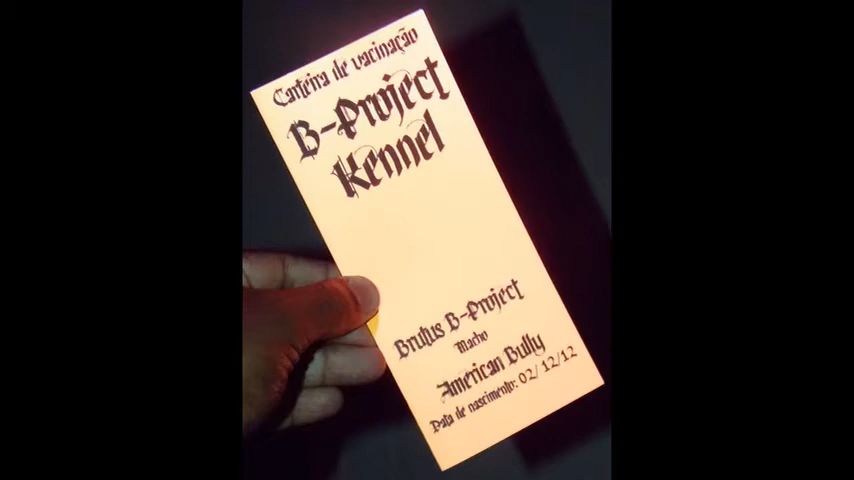 Carteira de vacinação
B-Project
Kennel
Brutus B-Project
Macho
American Bully
Data de nascimento: 02/12/12